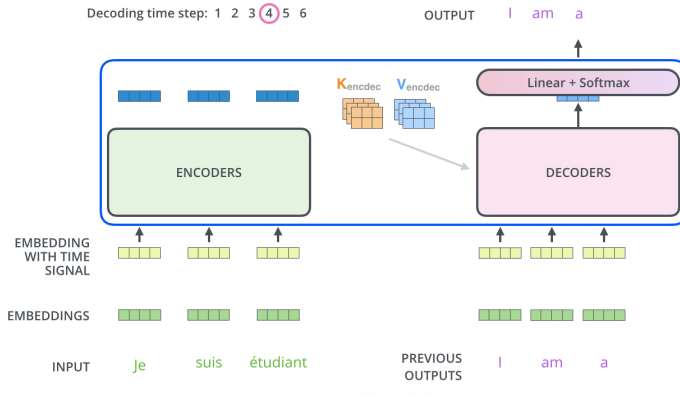 Decoding time step: 1 2 3 4 5 6
OUTPUT I am a
Kencdec Vencdec
Linear + Softmax
ENCODERS
DECODERS
EMBEDDING
WITH TIME
SIGNAL
EMBEDDINGS
INPUT Je suis étudiant
PREVIOUS
OUTPUTS
I am a